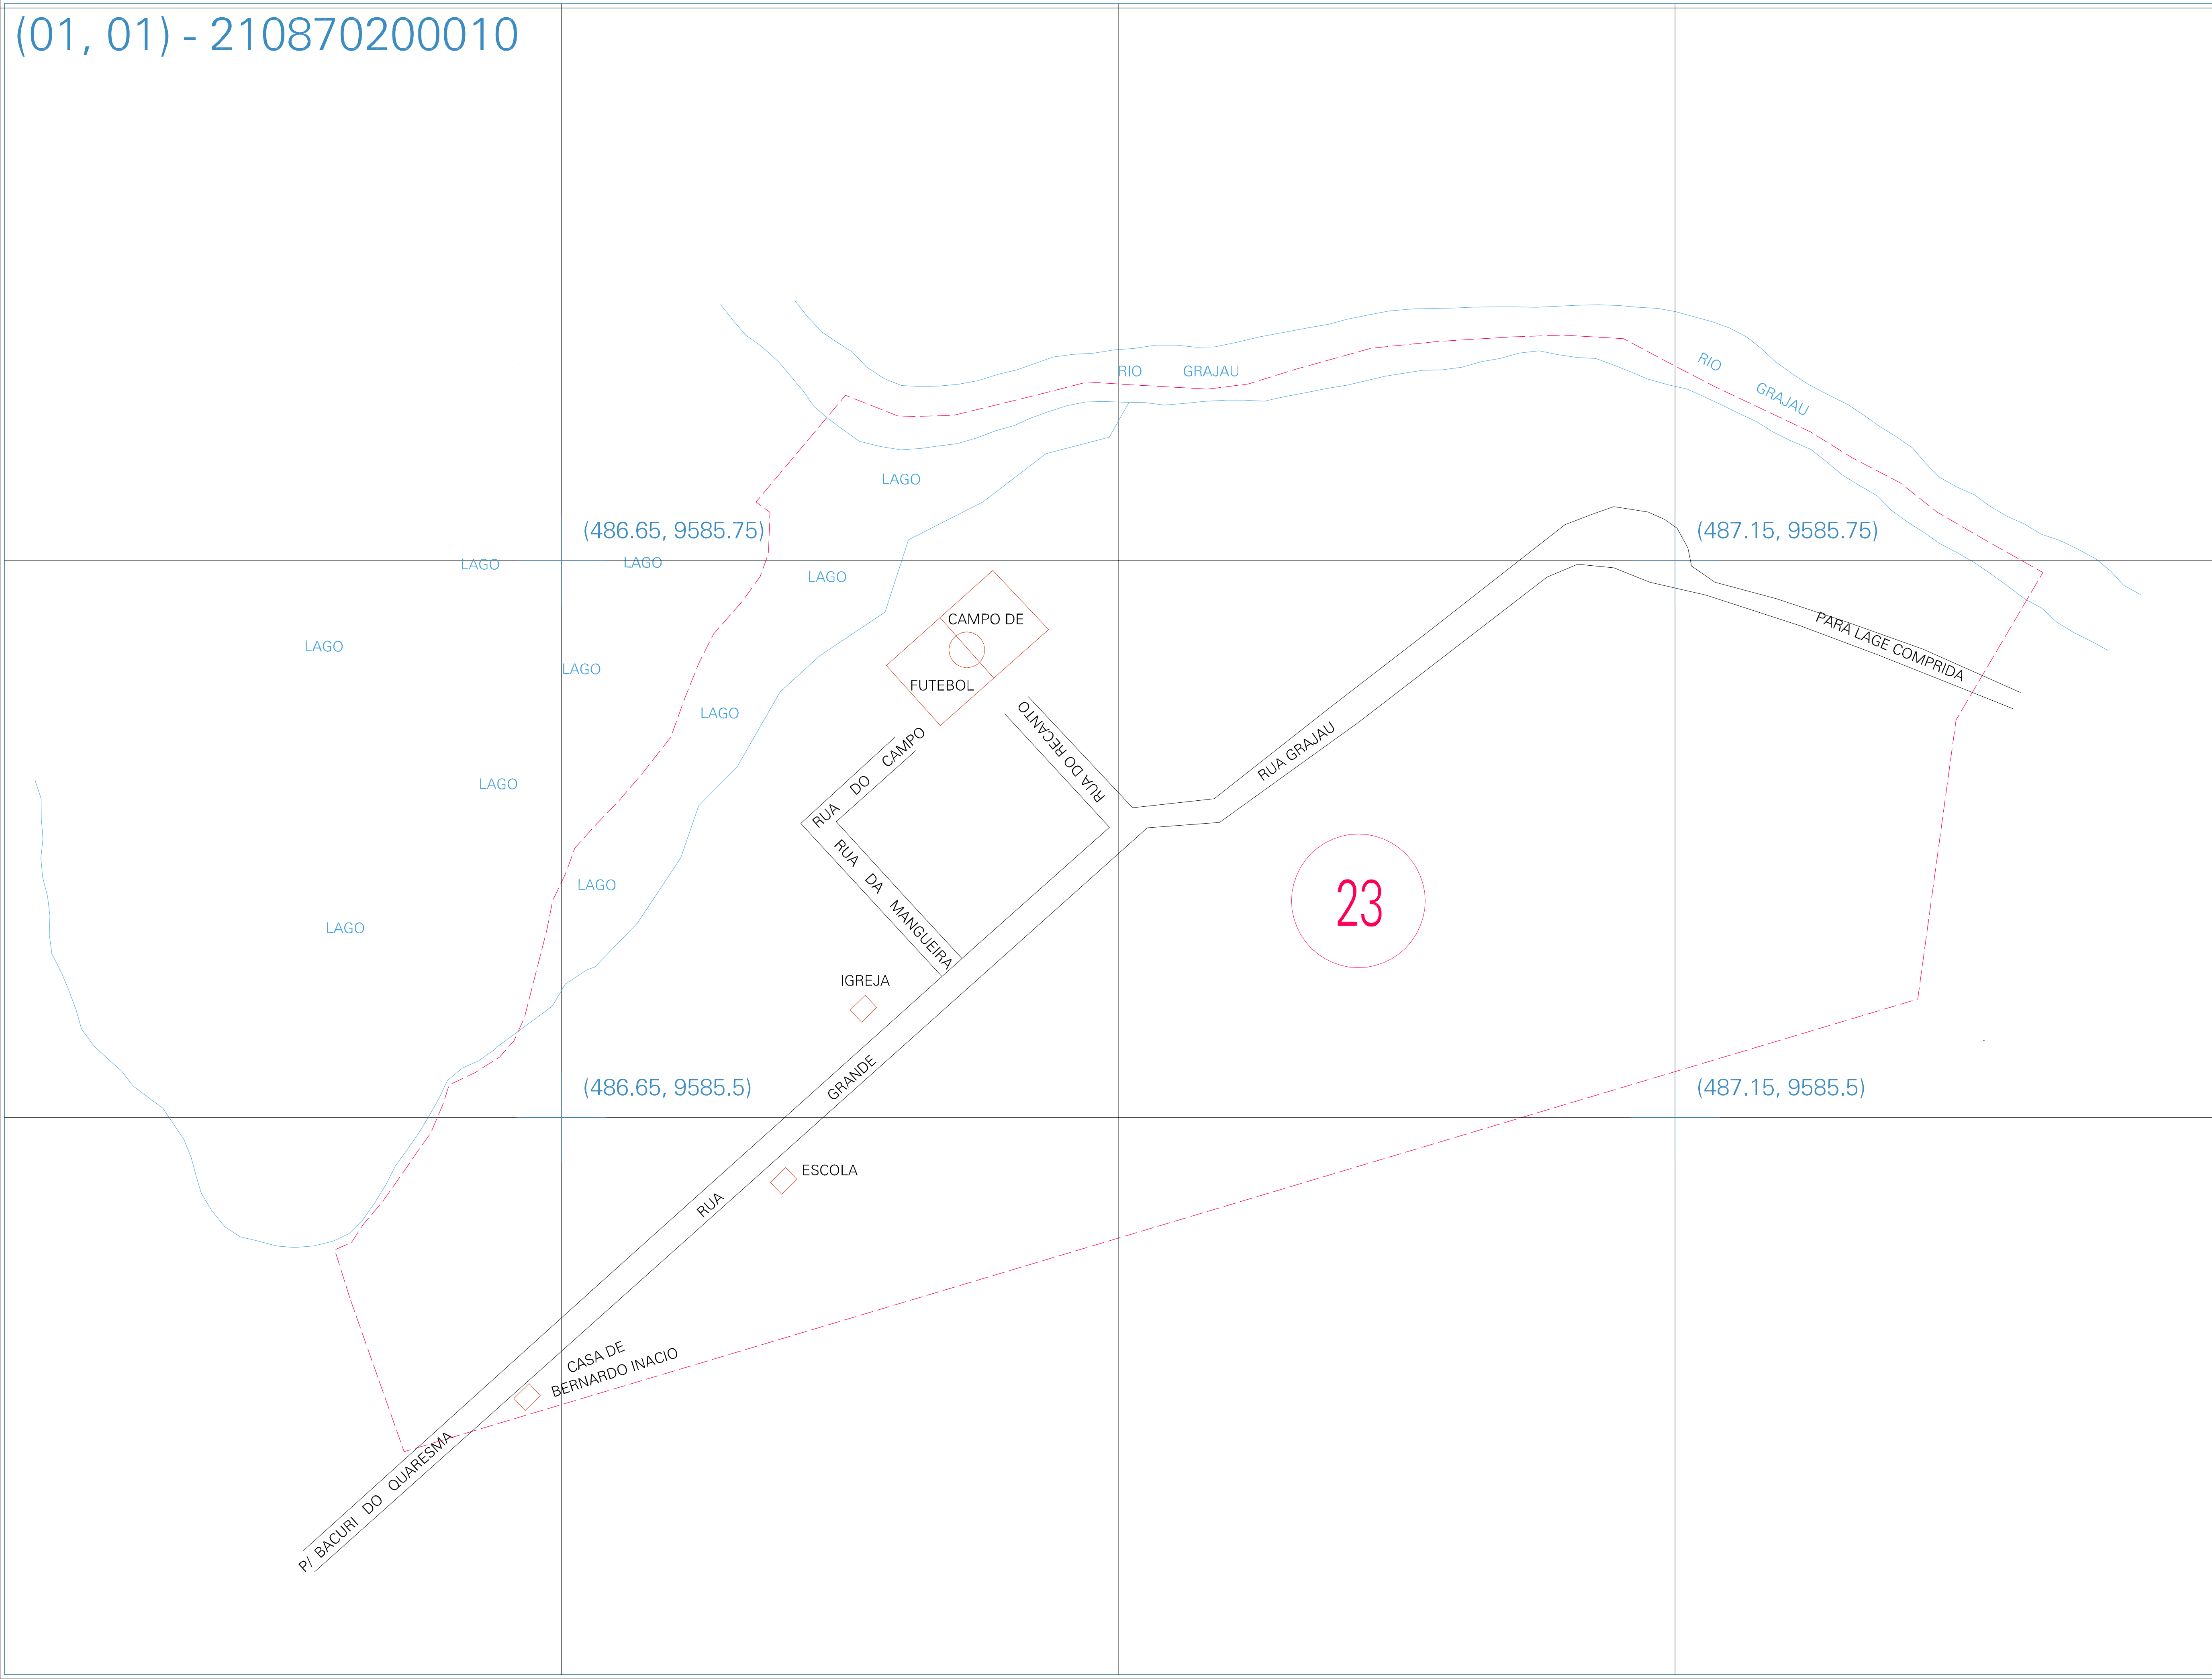 (01, 01) - 210870200010
RIO GRAJAU
RIO GRAJAU
LAGO
(486.65, 9585.75)
(487.15, 9585.75)
LAGO
LAGO
LAGO
CAMPO DE
FUTEBOL
LAGO
LAGO
PARA LAGE COMPRIDA
LAGO
RUA DO RECANTO
RUA DO CAMPO
RUA GRAJAU
LAGO
RUA DA MANGUEIRA
LAGO
23
LAGO
IGREJA
(486.65, 9585.5)
RUA GRANDE
(487.15, 9585.5)
ESCOLA
CASA DE
BERNARDO INACIO
P/ BACURI DO QUARESMA